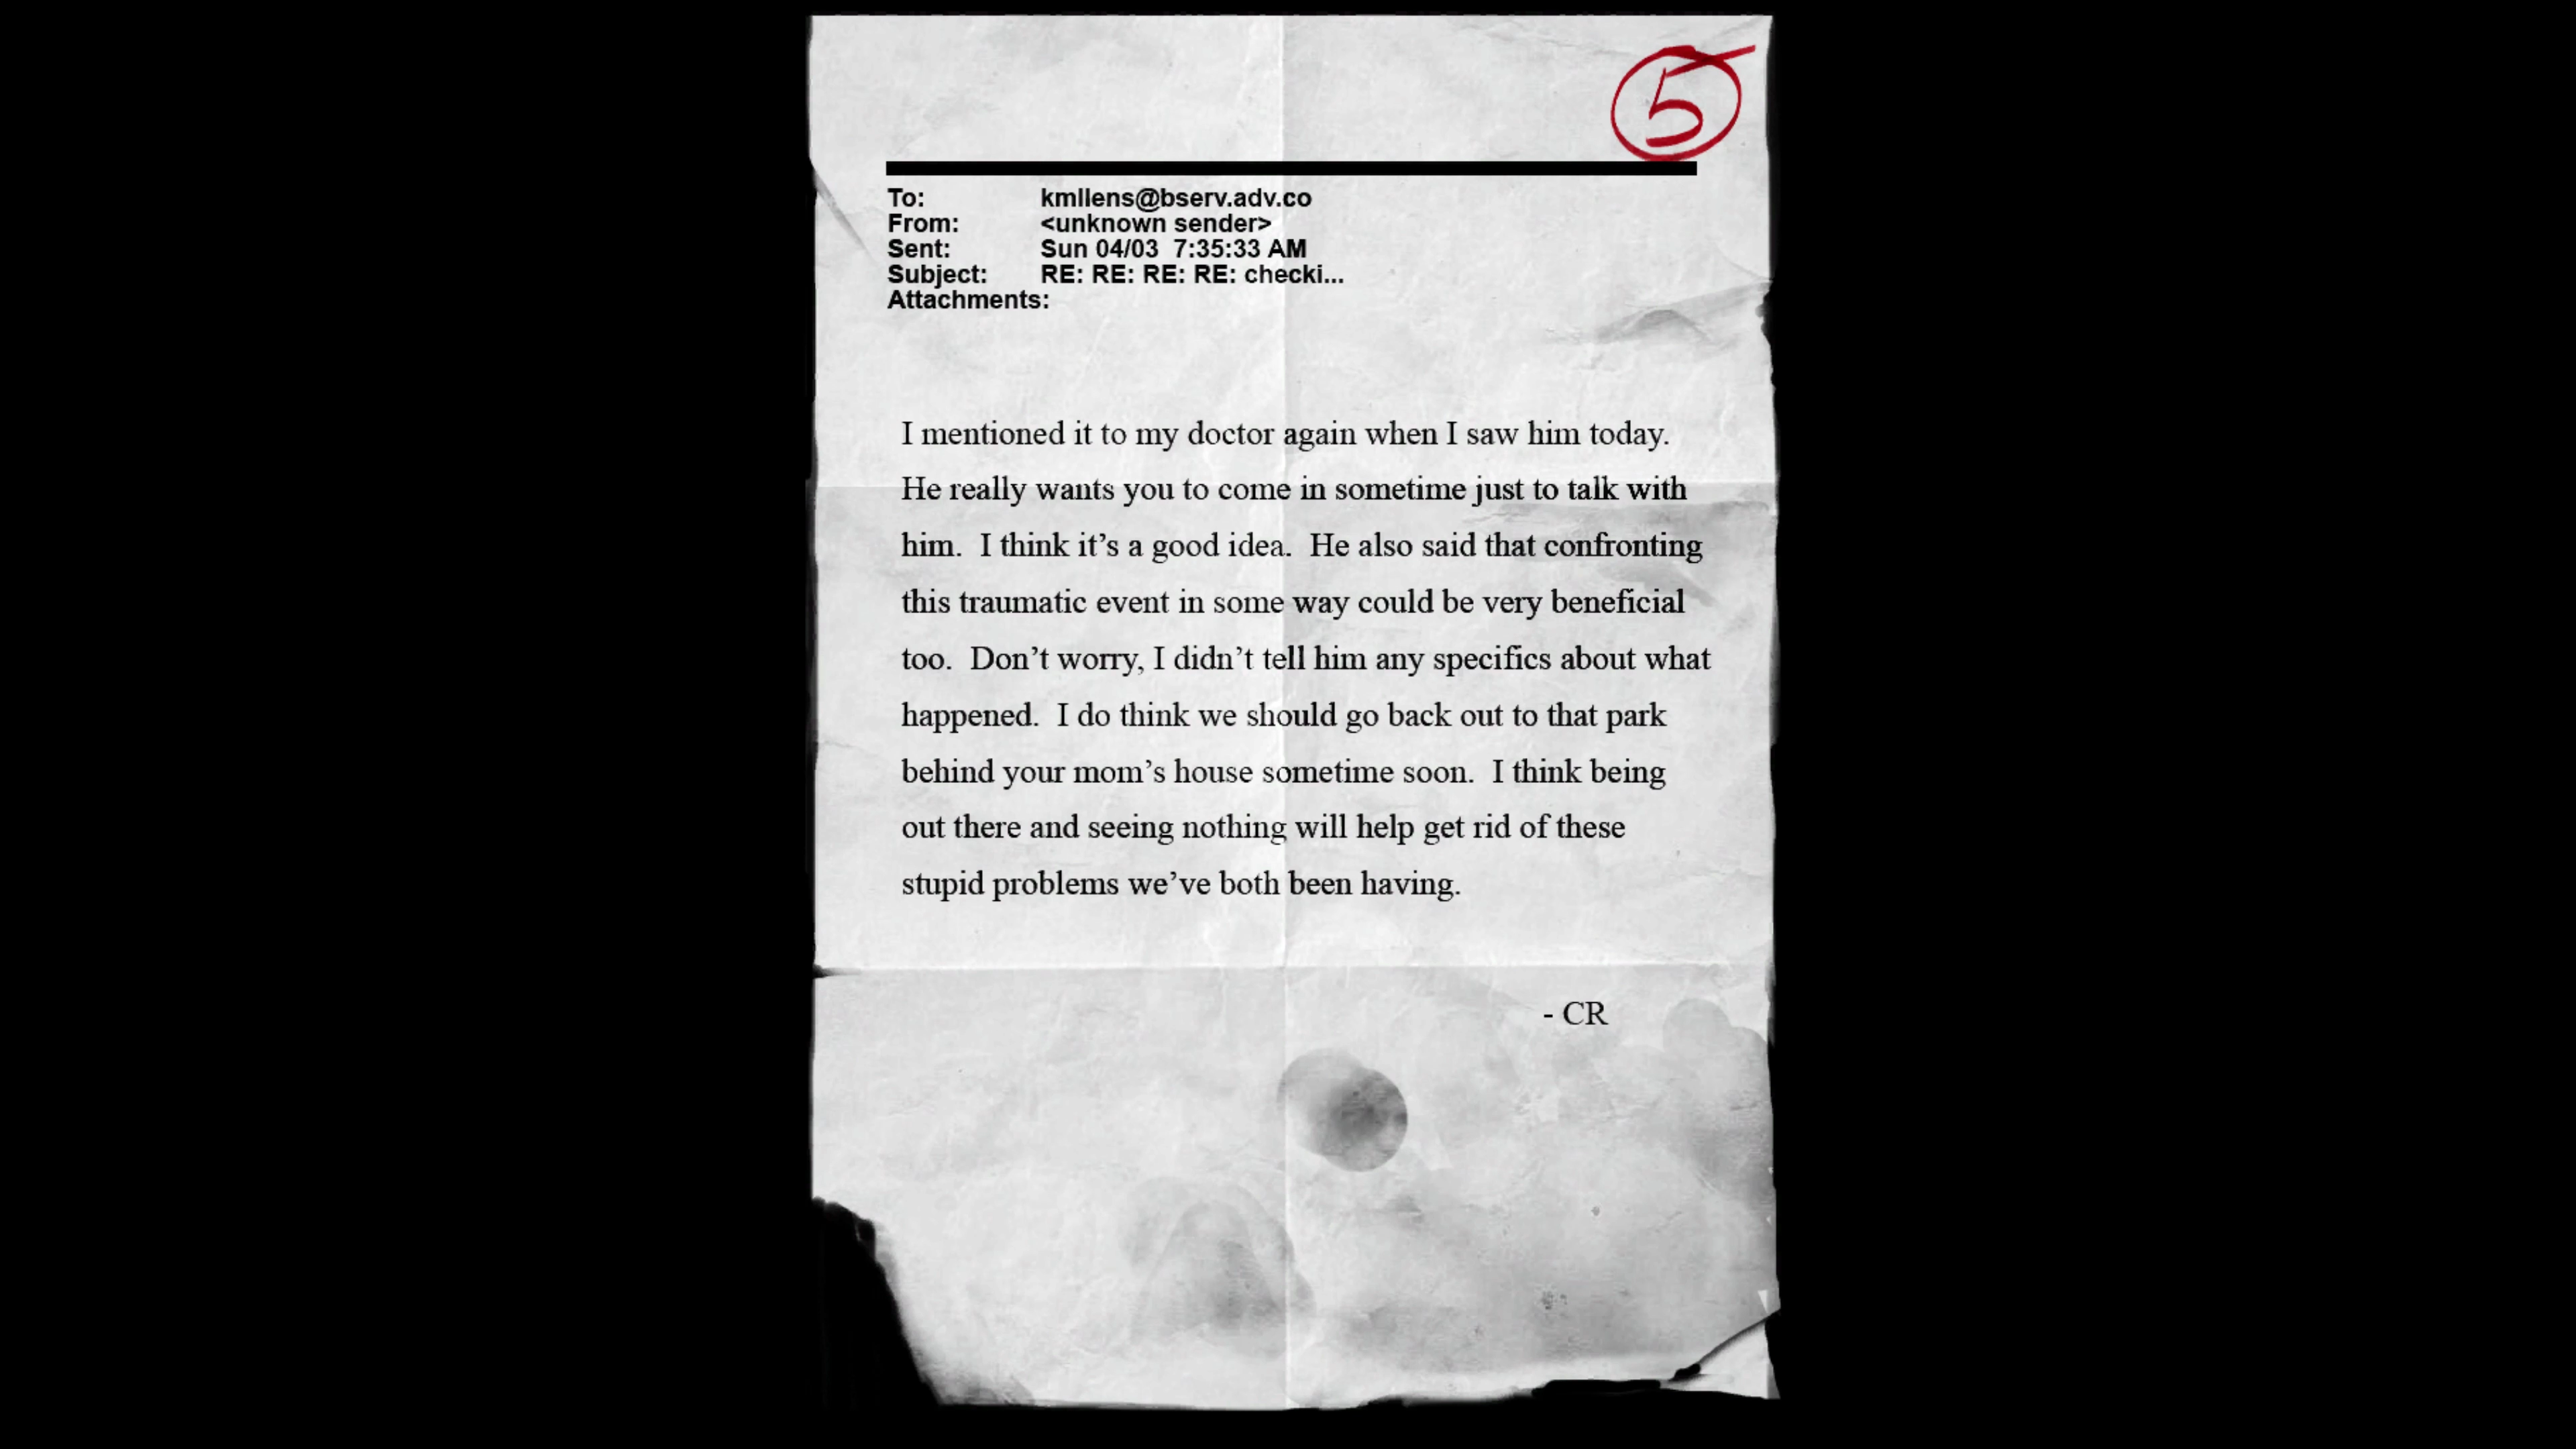 5
To: kmllens@bserv.adv.co
From: <unknown sender>
Sent: Sun 04/03  7:35:33 AM
Subject: RE: RE: RE: RE: checki...
Attachments:
I mentioned it to my doctor again when I saw him today.
He really wants you to come in sometime just to talk with
him.  I think it’s a good idea.  He also said that confronting
this traumatic event in some way could be very beneficial
too.  Don’t worry, I didn’t tell him any specifics about what
happened.  I do think we should go back out to that park
behind your mom’s house sometime soon.  I think being
out there and seeing nothing will help get rid of these
stupid problems we’ve both been having.
- CR